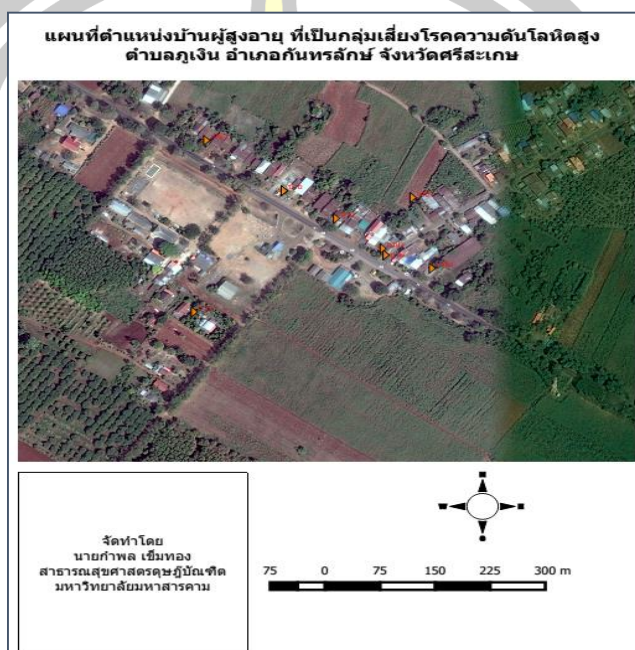 แผนที่ตำแหน่งบ้านผู้สูงอายุ ที่เป็นกลุ่มเสี่ยงโรคความดันโลหิตสูง
ตำบลภูเงิน อำเภอกันทรลักษ์ จังหวัดศรีสะเกษ
จัดทำโดย
นายกำพล เข็มทอง
สาธารณสุขศาสตรดุษฎีบัณฑิต
มหาวิทยาลัยมหาสารคาม
75 0 75 150 225 300 m